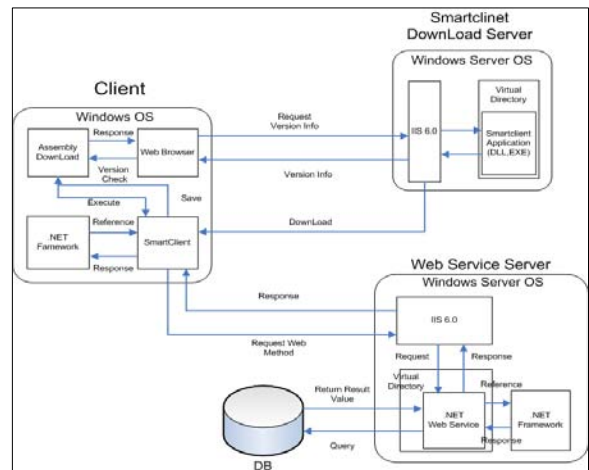 Smartclinet
DownLoad Server
Windows Server OS
Client
Windows OS
Virtual
Directory
IIS 6.0
Smartclient
Application
(DLL,EXE)
Request
Version Info
Response
Assembly
DownLoad
Web Browser
Version
Check
Version Info
Save
Execute
DownLoad
.NET
Famework
Reference
SmartClient
Response
Web Service Server
Windows Server OS
Response
IIS 6.0
Request Web
Method
Request
Response
Virtual
Directory
Return Result
Value
Reference
.NET
Web Service
.NET
Framework
Response
Query
DB